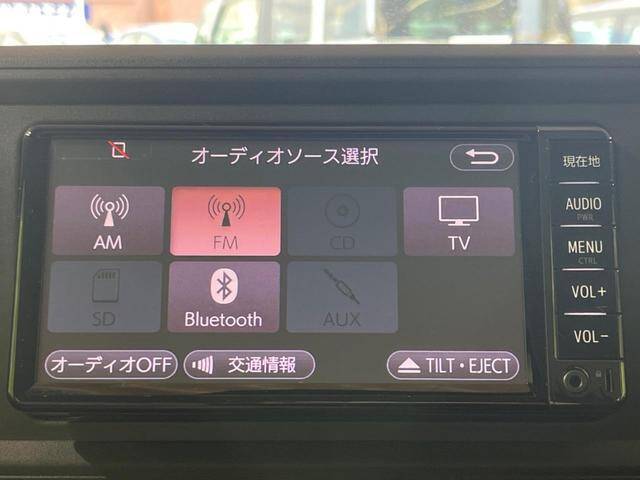 オーディオソース選択
AM
FM
CD
TV
SD
Bluetooth
AUX
オーディオOFF
交通情報
TILT・EJECT
現在地
AUDIO
PWR
MENU
CTRL
VOL+
VOL-